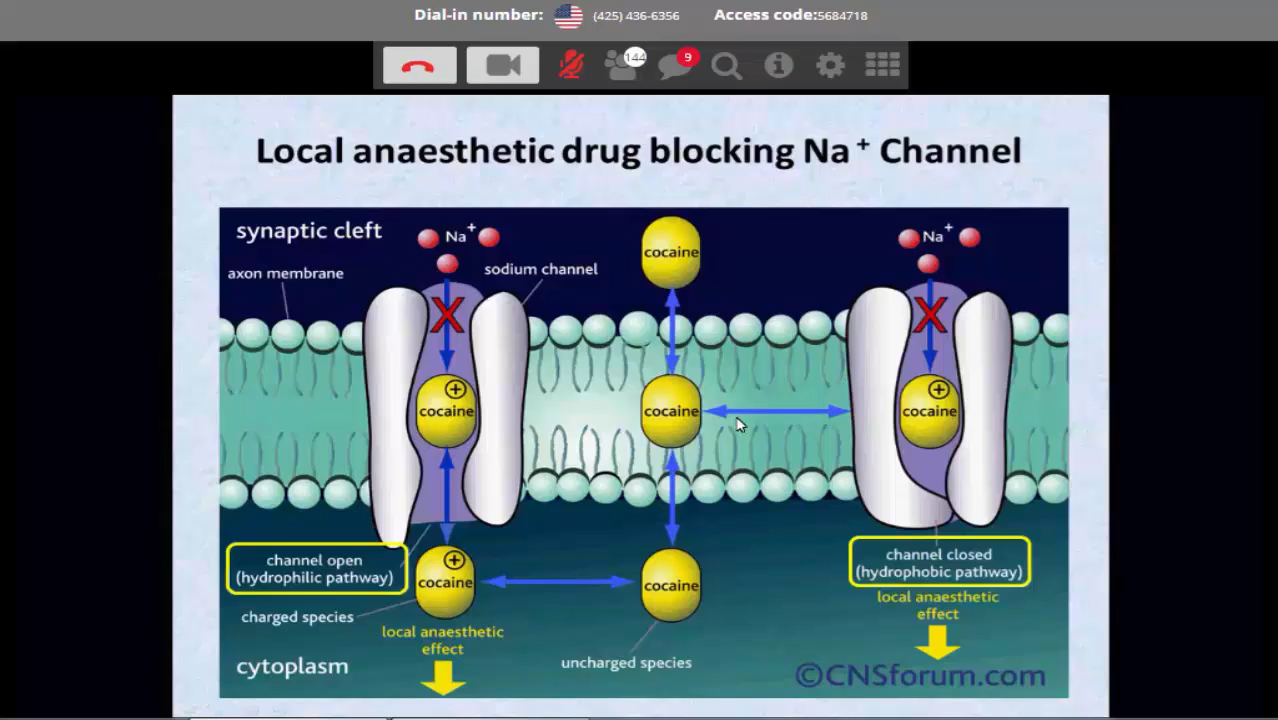 Dial-in number: (425) 436-6356 Access code:5684718
144
9
Local anaesthetic drug blocking Na + Channel
synaptic cleft
Na+
cocaine
Na+
axon membrane
sodium channel
X
X
+
cocaine
cocaine
+
cocaine
channel open
(hydrophilic pathway)
+
cocaine
cocaine
channel closed
(hydrophobic pathway)
charged species
local anaesthetic
effect
local anaesthetic
effect
cytoplasm
uncharged species
©CNSforum.com